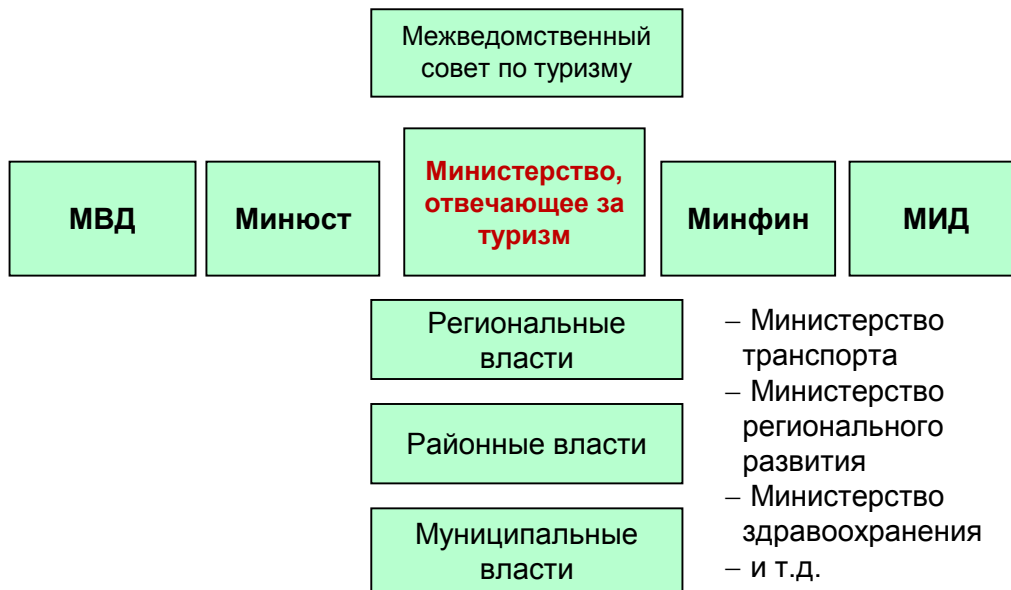 Межведомственный
совет по туризму
МВД
Минюст
Министерство,
отвечающее за
туризм
Минфин
МИД
Региональные
власти
Районные власти
Муниципальные
власти
– Министерство
транспорта
– Министерство
регионального
развития
– Министерство
здравоохранения
– и т.д.